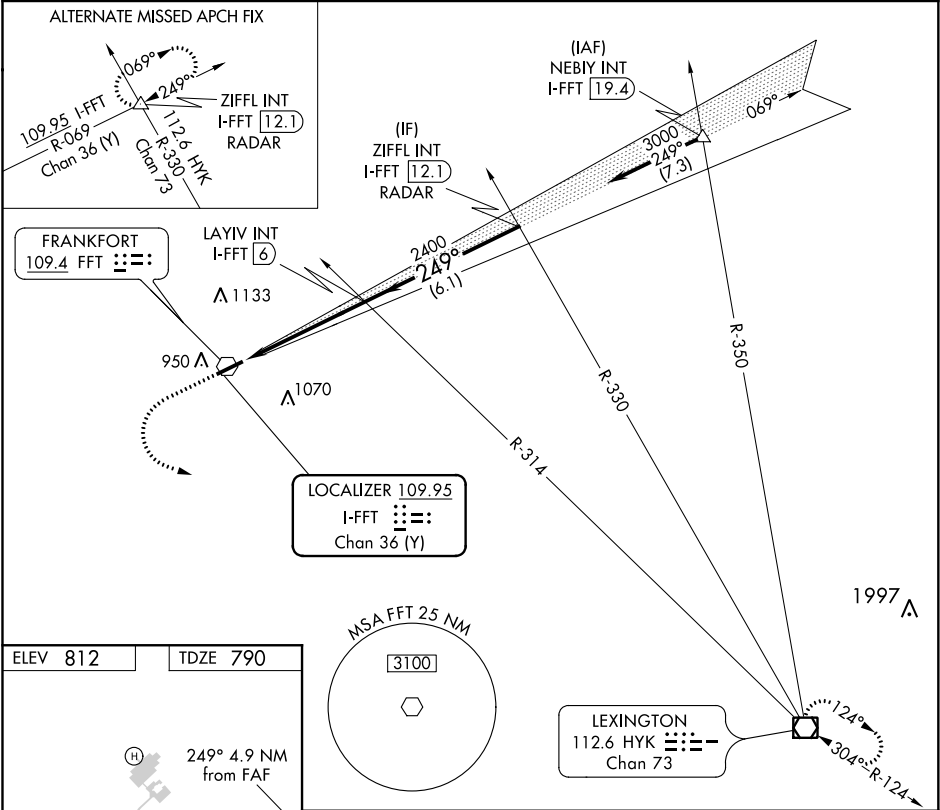 ALTERNATE MISSED APCH FIX
069°
249°
ZIFFL INT
I-FFT 12.1
RADAR
109.95 I-FFT
R-069
Chan 36 (Y)
112.6 HYK
R-330
Chan 73
(IAF)
NEBIY INT
I-FFT 19.4
069°
3000
249°
(7.3)
(IF)
ZIFFL INT
I-FFT 12.1
RADAR
FRANKFORT
109.4 FFT
LAYIV INT
I-FFT 6
2400
249°
(6.1)
1133
950
1070
R-350
R-330
R-314
LOCALIZER 109.95
I-FFT
Chan 36 (Y)
1997
MSA FFT 25 NM
3100
ELEV 812
TDZE 790
H
249° 4.9 NM
from FAF
LEXINGTON
112.6 HYK
Chan 73
124°
304°
R-124